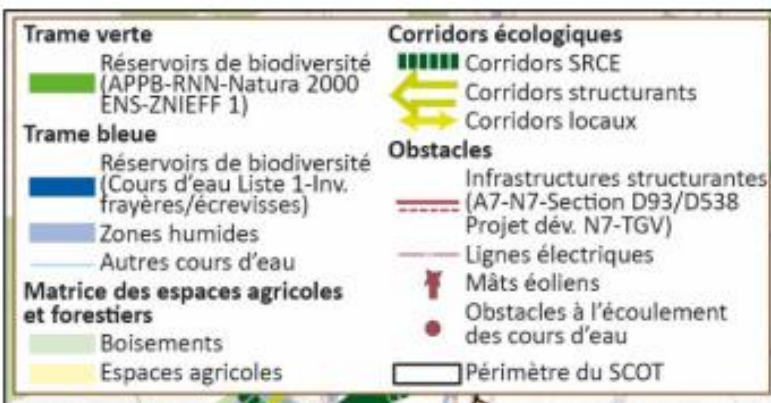 Trame verte
Réservoirs de biodiversité
(APPB-RNN-Natura 2000
ENS-ZNIEFF 1)
Trame bleue
Réservoirs de biodiversité
(Cours d'eau Liste 1-Inv.
frayères/écrevisses)
Zones humides
Autres cours d'eau
Matrice des espaces agricoles
et forestiers
Boisements
Espaces agricoles
Corridors écologiques
Corridors SRCE
Corridors structurants
Corridors locaux
Obstacles
Infrastructures structurantes
(A7-N7-Section D93/D538
Projet dév. N7-TGV)
Lignes électriques
Mâts éoliens
Obstacles à l'écoulement
des cours d'eau
Périmètre du SCOT